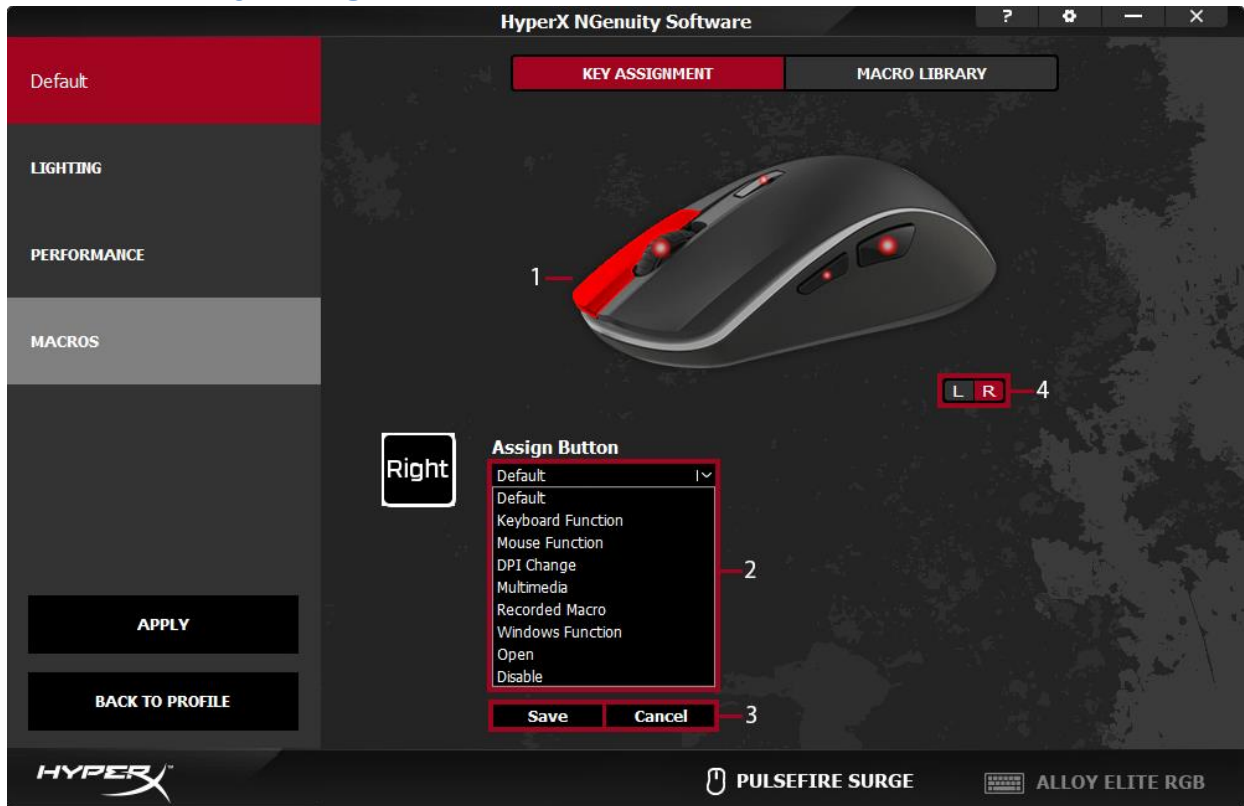 HyperX NGenuity Software
? 
Default
KEY ASSIGNMENT MACRO LIBRARY
LIGHTING
PERFORMANCE
MACROS
1
L R 4
Right
Assign Button
Default
Default
Keyboard Function
Mouse Function
DPI Change
Multimedia
Recorded Macro
Windows Function
Open
Disable
2
Save Cancel 3
APPLY
BACK TO PROFILE
HYPERX™
PULSEFIRE SURGE
ALLOY ELITE RGB